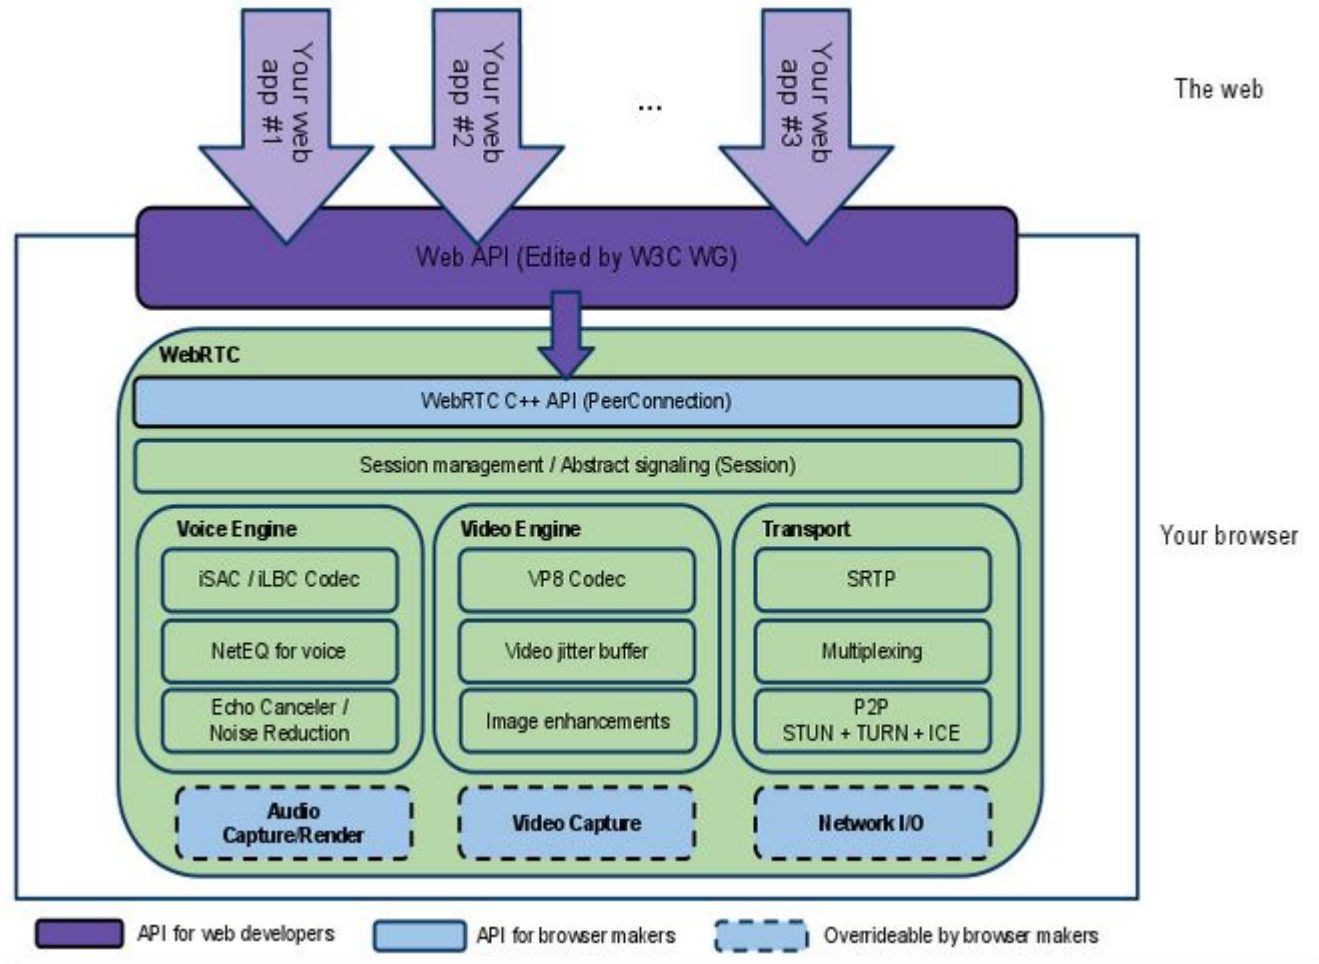 Your web
app #1
Your web
app #2
...
Your web
app #3
The web
Web API (Edited by W3C WG)
WebRTC
WebRTC C++ API (PeerConnection)
Session management / Abstract signaling (Session)
Your browser
Voice Engine
iSAC / iLBC Codec
NetEQ for voice
Echo Canceler /
Noise Reduction
Video Engine
VP8 Codec
Video jitter buffer
Image enhancements
Transport
SRTP
Multiplexing
P2P
STUN + TURN + ICE
Audio
Capture/Render
Video Capture
Network I/O
API for web developers
API for browser makers
Overrideable by browser makers